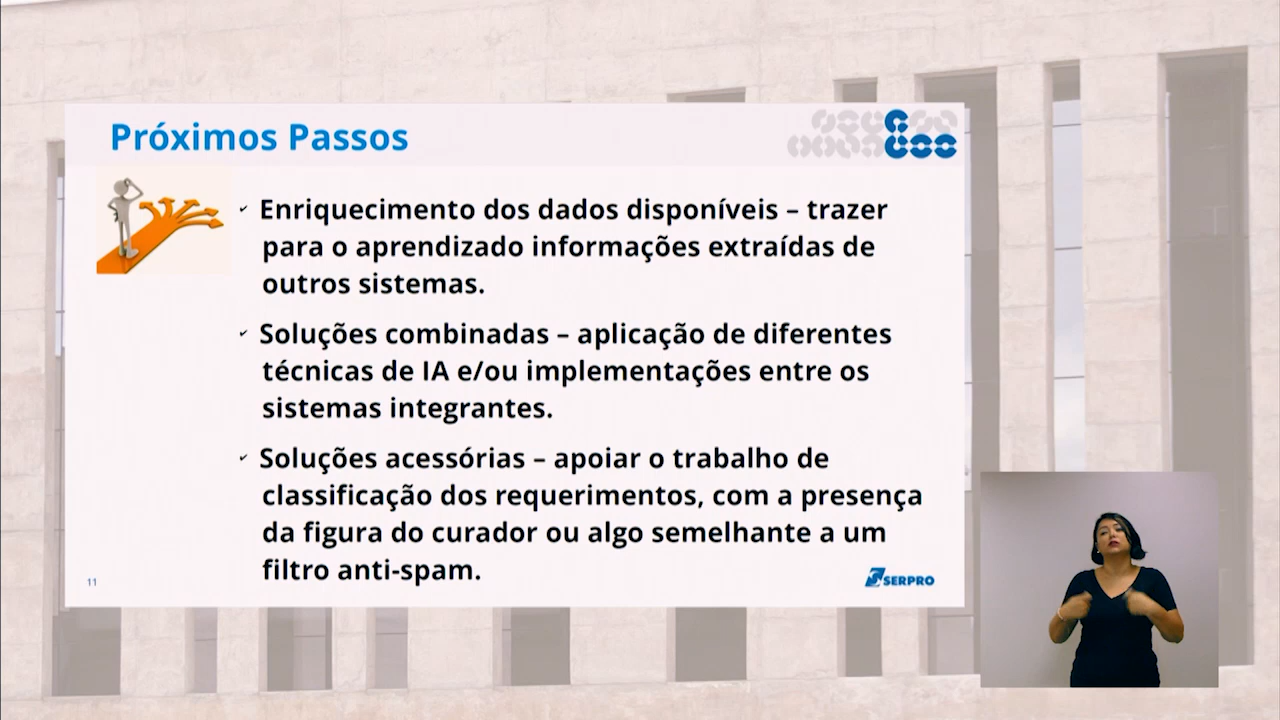 Próximos Passos
✓ Enriquecimento dos dados disponíveis – trazer
para o aprendizado informações extraídas de
outros sistemas.
✓ Soluções combinadas – aplicação de diferentes
técnicas de IA e/ou implementações entre os
sistemas integrantes.
✓ Soluções acessórias – apoiar o trabalho de
classificação dos requerimentos, com a presença
da figura do curador ou algo semelhante a um
filtro anti-spam.
11
SERPRO